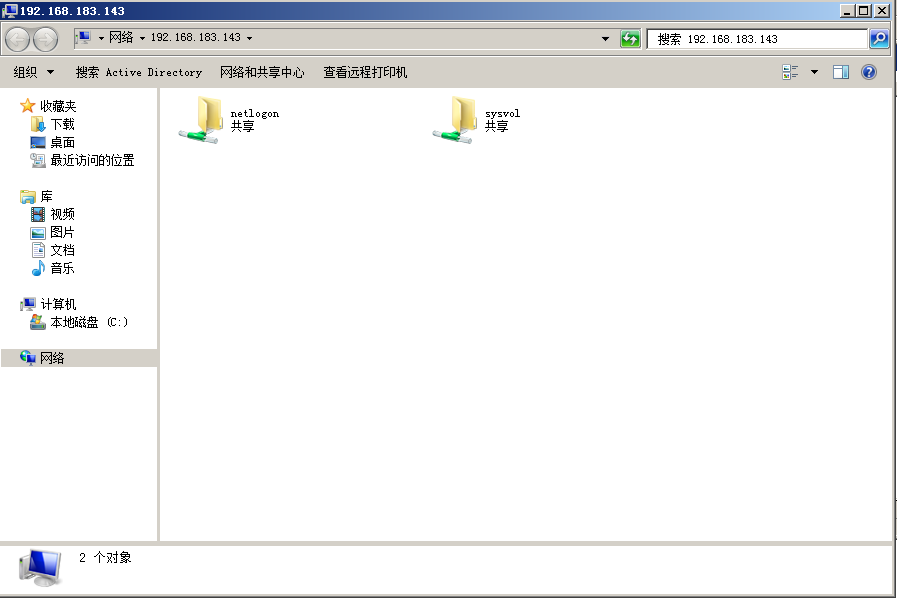 192.168.183.143
网络 192.168.183.143
搜索 192.168.183.143
组织 搜索 Active Directory 网络和共享中心 查看远程打印机
收藏夹
下载
桌面
最近访问的位置
库
视频
图片
文档
音乐
计算机
本地磁盘 (C:)
网络
netlogon
共享
sysvol
共享
2 个对象